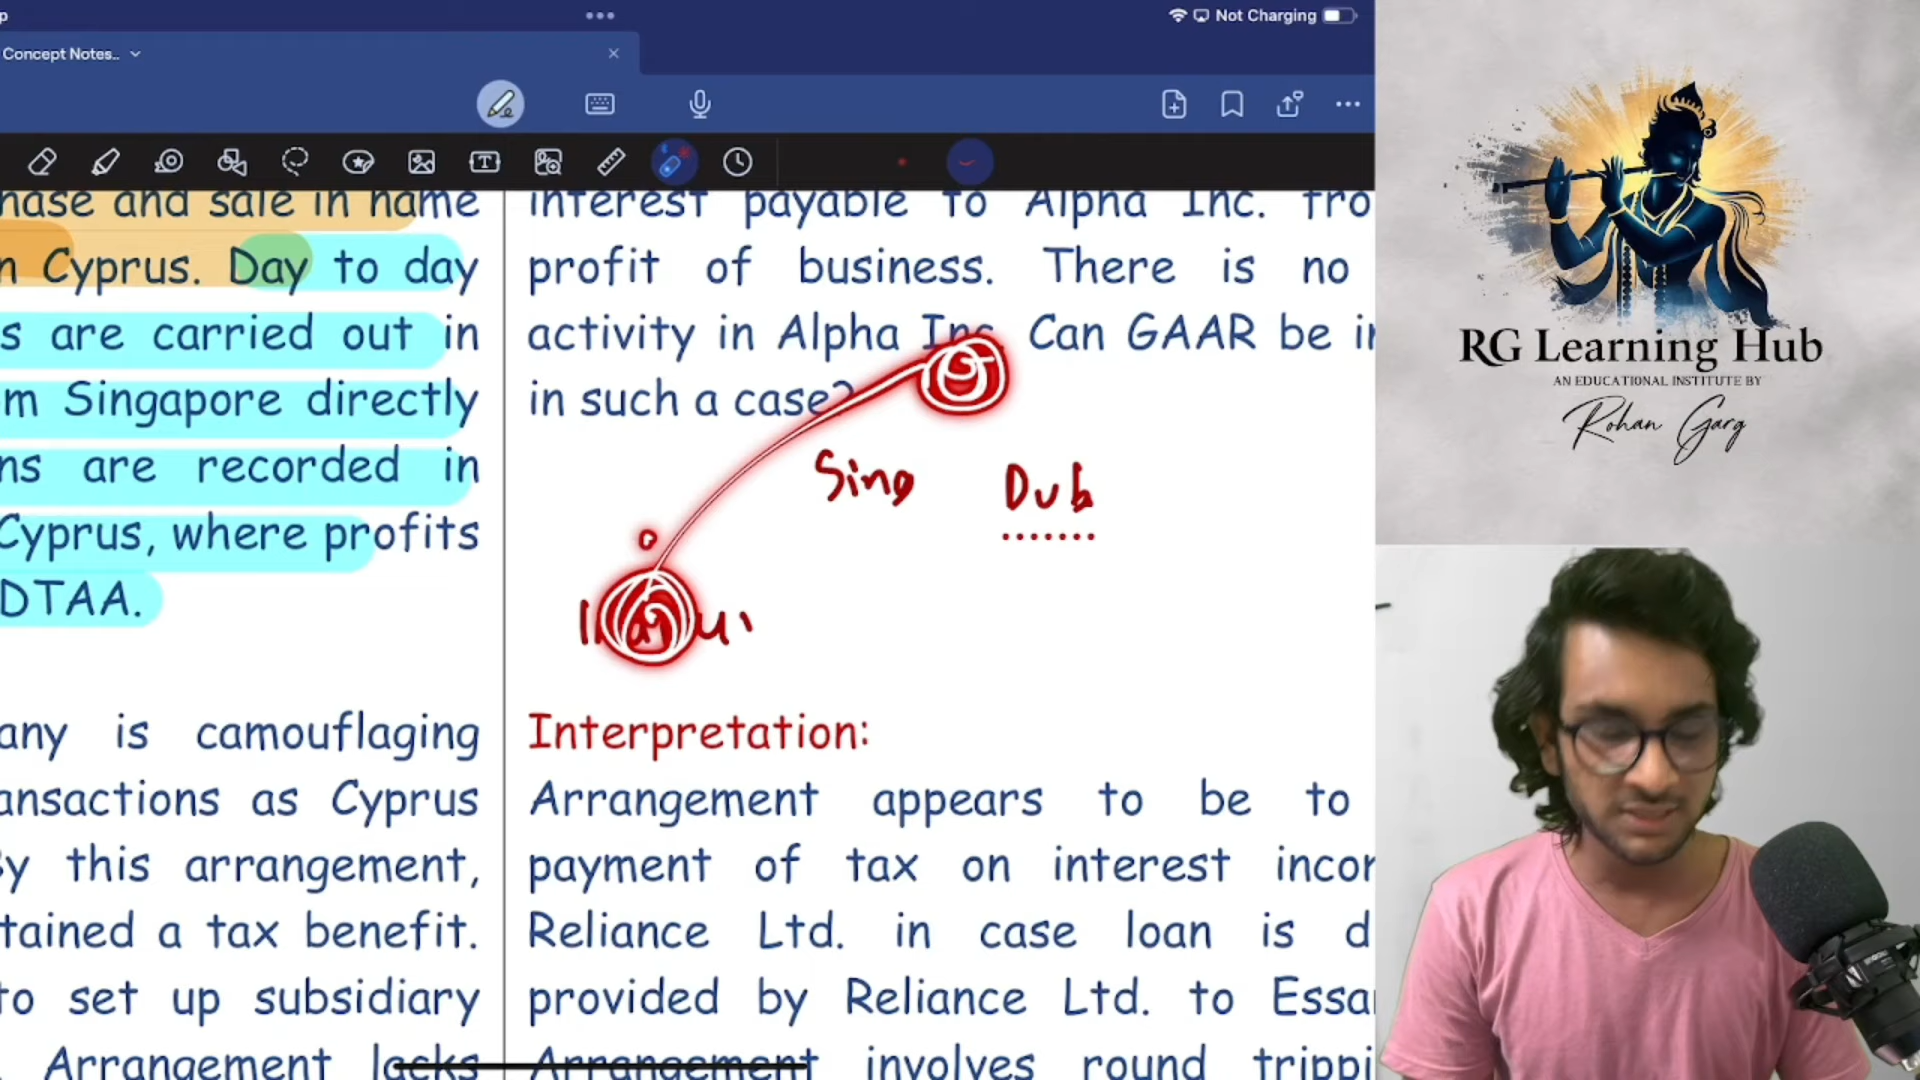 Not Charging
Concept Notes..
hase and sale in name
n Cyprus. Day to day
s are carried out in
m Singapore directly
ns are recorded in
Cyprus, where profits
DTAA.
any is camouflaging
ansactions as Cyprus
By this arrangement,
tained a tax benefit.
to set up subsidiary
Arrangement lacks
interest payable to Alpha Inc. fro
profit of business. There is no
activity in Alpha Inc. Can GAAR be in
in such a case?
Sing Dub
Interpretation:
Arrangement appears to be to
payment of tax on interest incor
Reliance Ltd. in case loan is d
provided by Reliance Ltd. to Essa
Arrangement involves round trippi
RG Learning Hub
AN EDUCATIONAL INSTITUTE BY
Rohan Garg